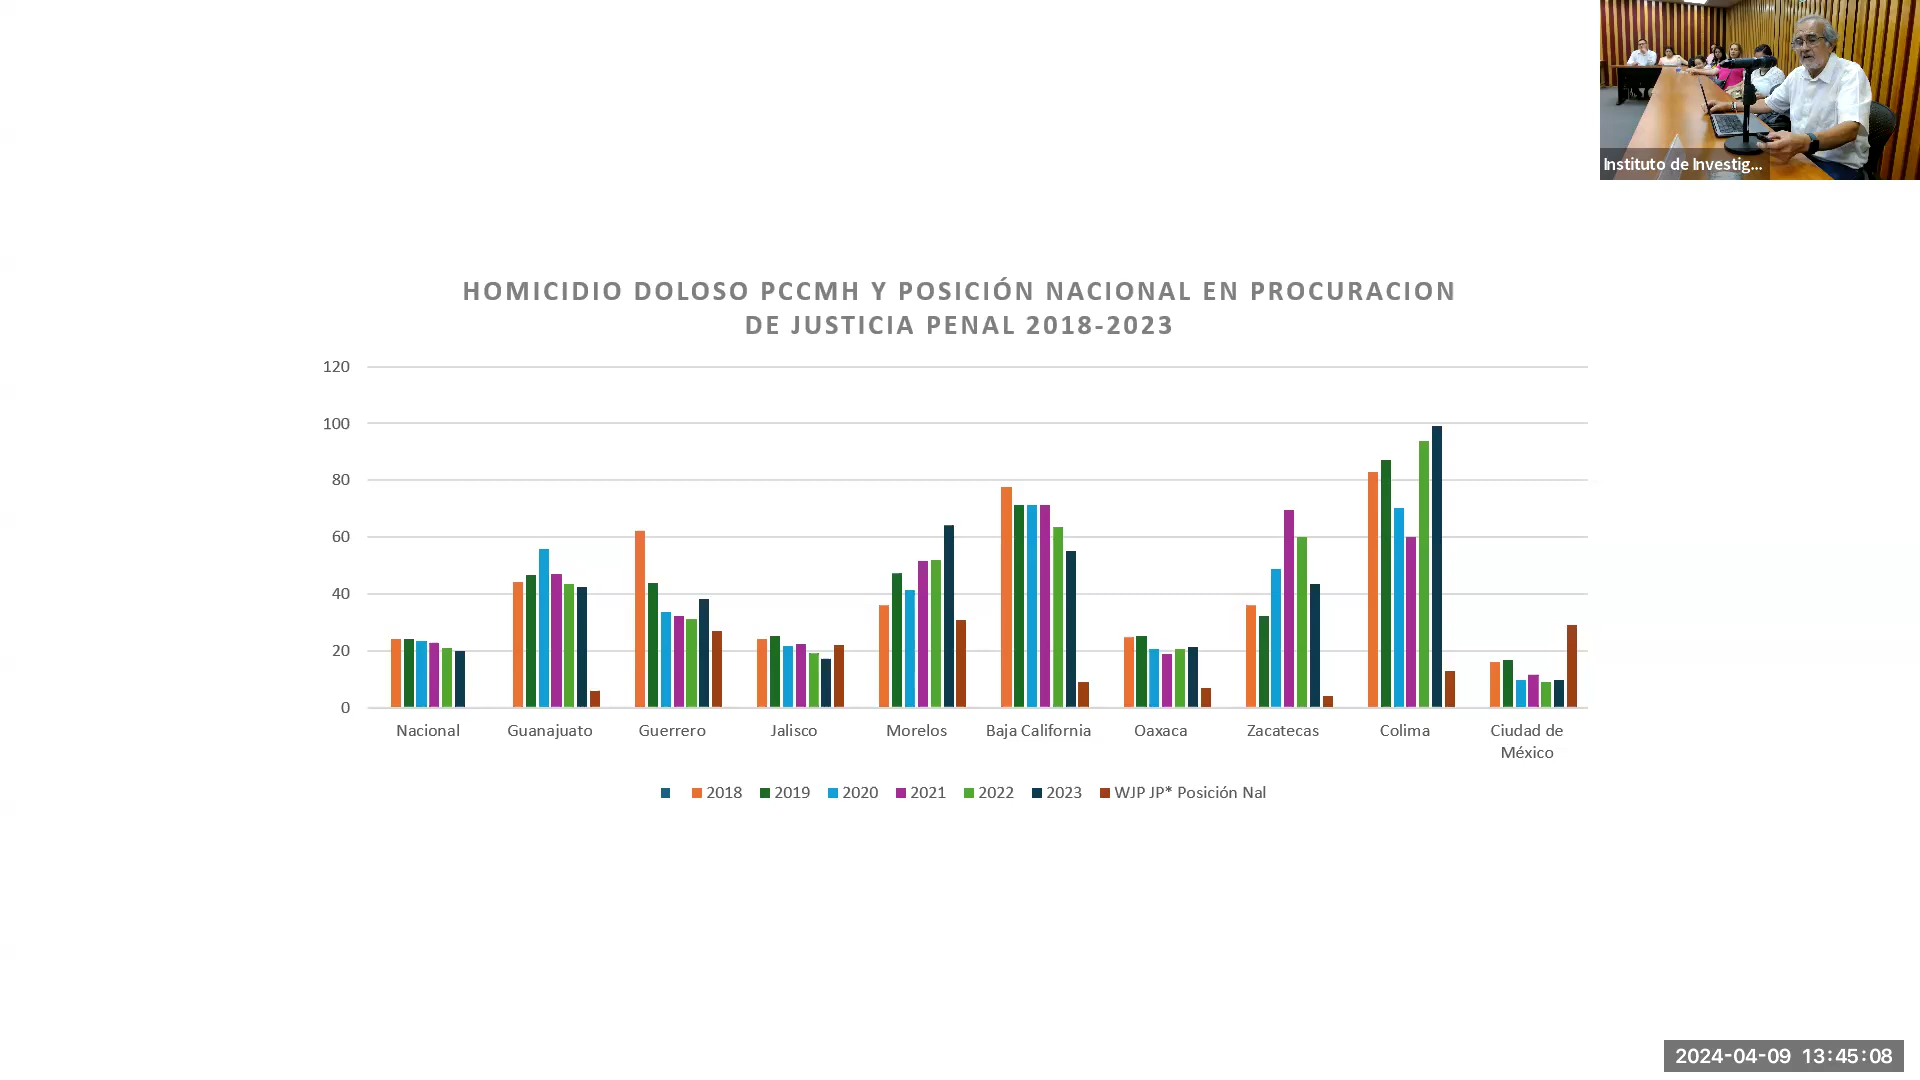 Instituto de Investig...
HOMICIDIO DOLOSO PCCMH Y POSICIÓN NACIONAL EN PROCURACION
DE JUSTICIA PENAL 2018-2023
120
100
80
60
40
20
0
Nacional Guanajuato Guerrero Jalisco Morelos Baja California Oaxaca Zacatecas Colima Ciudad de
México
2018 2019 2020 2021 2022 2023 WJP JP* Posición Nal
2024-04-09 13:45:08